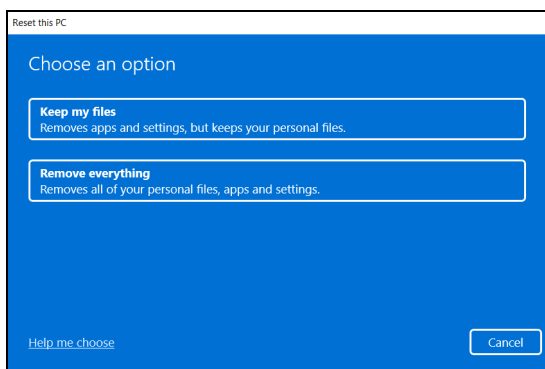 Reset this PC
Choose an option
Keep my files
Removes apps and settings, but keeps your personal files.
Remove everything
Removes all of your personal files, apps and settings.
Help me choose
Cancel